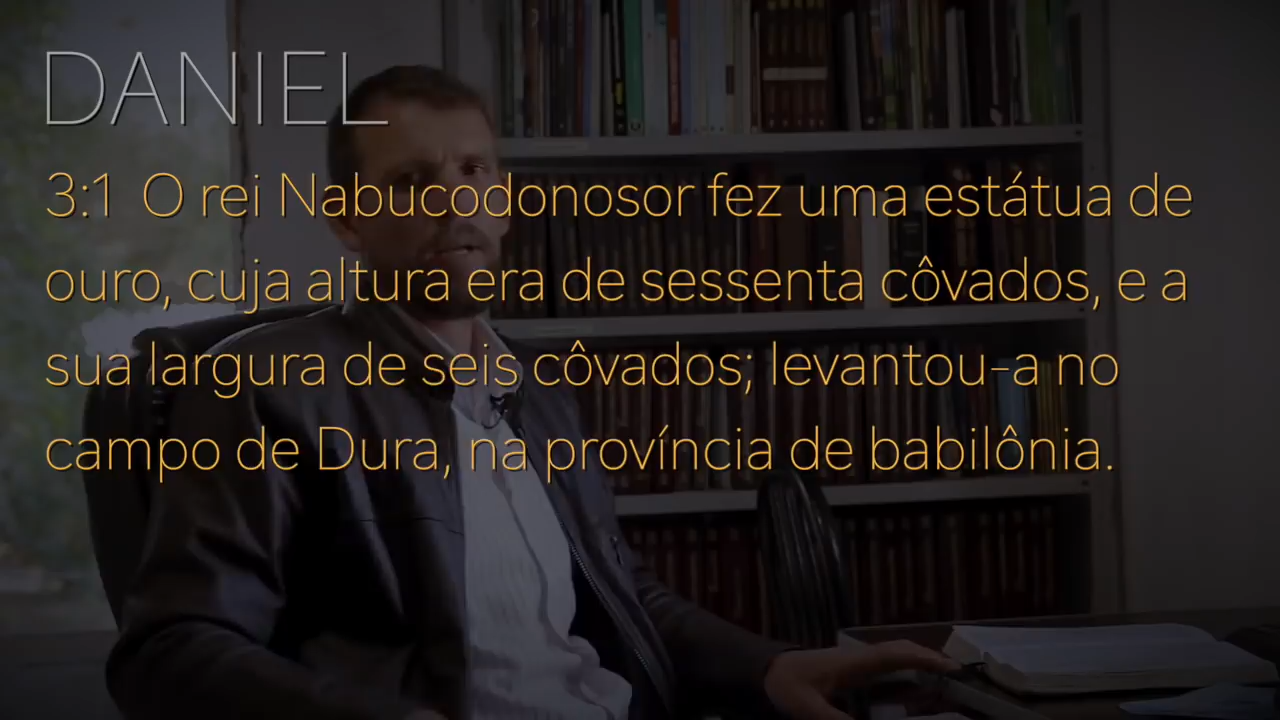 DANIEL
3:1 O rei Nabucodonosor fez uma estátua de
ouro, cuja altura era de sessenta côvados, e a
sua largura de seis côvados; levantou-a no
campo de Dura, na província de babilônia.